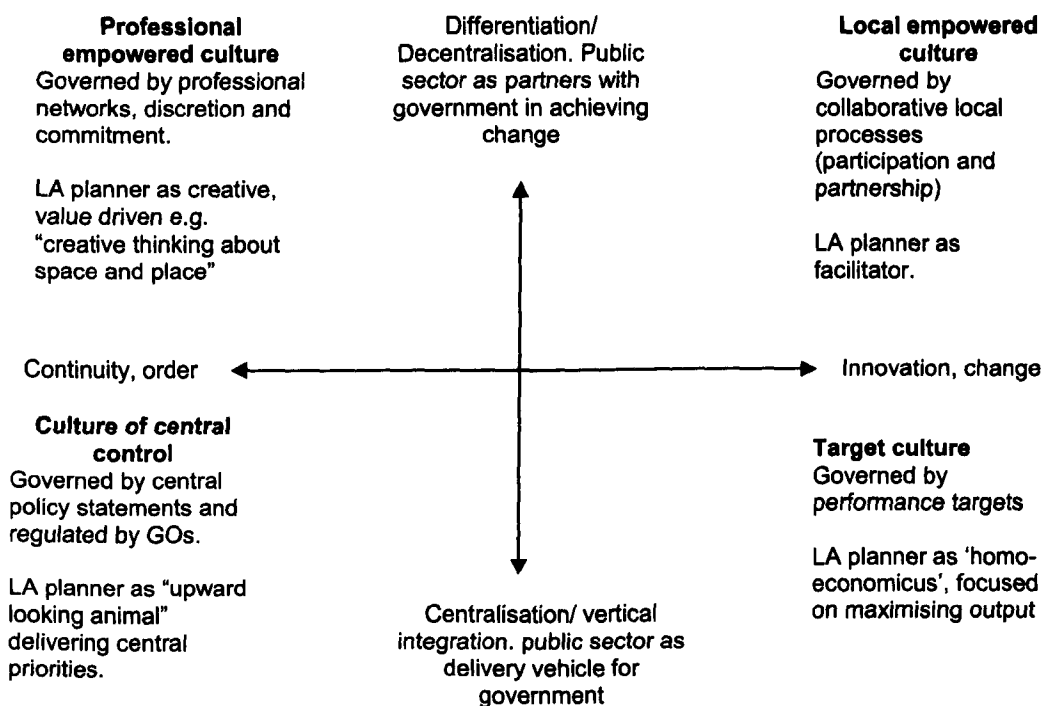 Professional
empowered culture
Governed by professional
networks, discretion and
commitment.
LA planner as creative,
value driven e.g.
"creative thinking about
space and place"
Differentiation/
Decentralisation. Public
sector as partners with
government in achieving
change
Local empowered
culture
Governed by
collaborative local
processes
(participation and
partnership)
LA planner as
facilitator.
Continuity, order
Innovation, change
Culture of central
control
Governed by central
policy statements and
regulated by GOs.
LA planner as "upward
looking animal"
delivering central
priorities.
Centralisation/ vertical
integration. public sector as
delivery vehicle for
government
Target culture
Governed by
performance targets
LA planner as 'homo-
economicus', focused
on maximising output